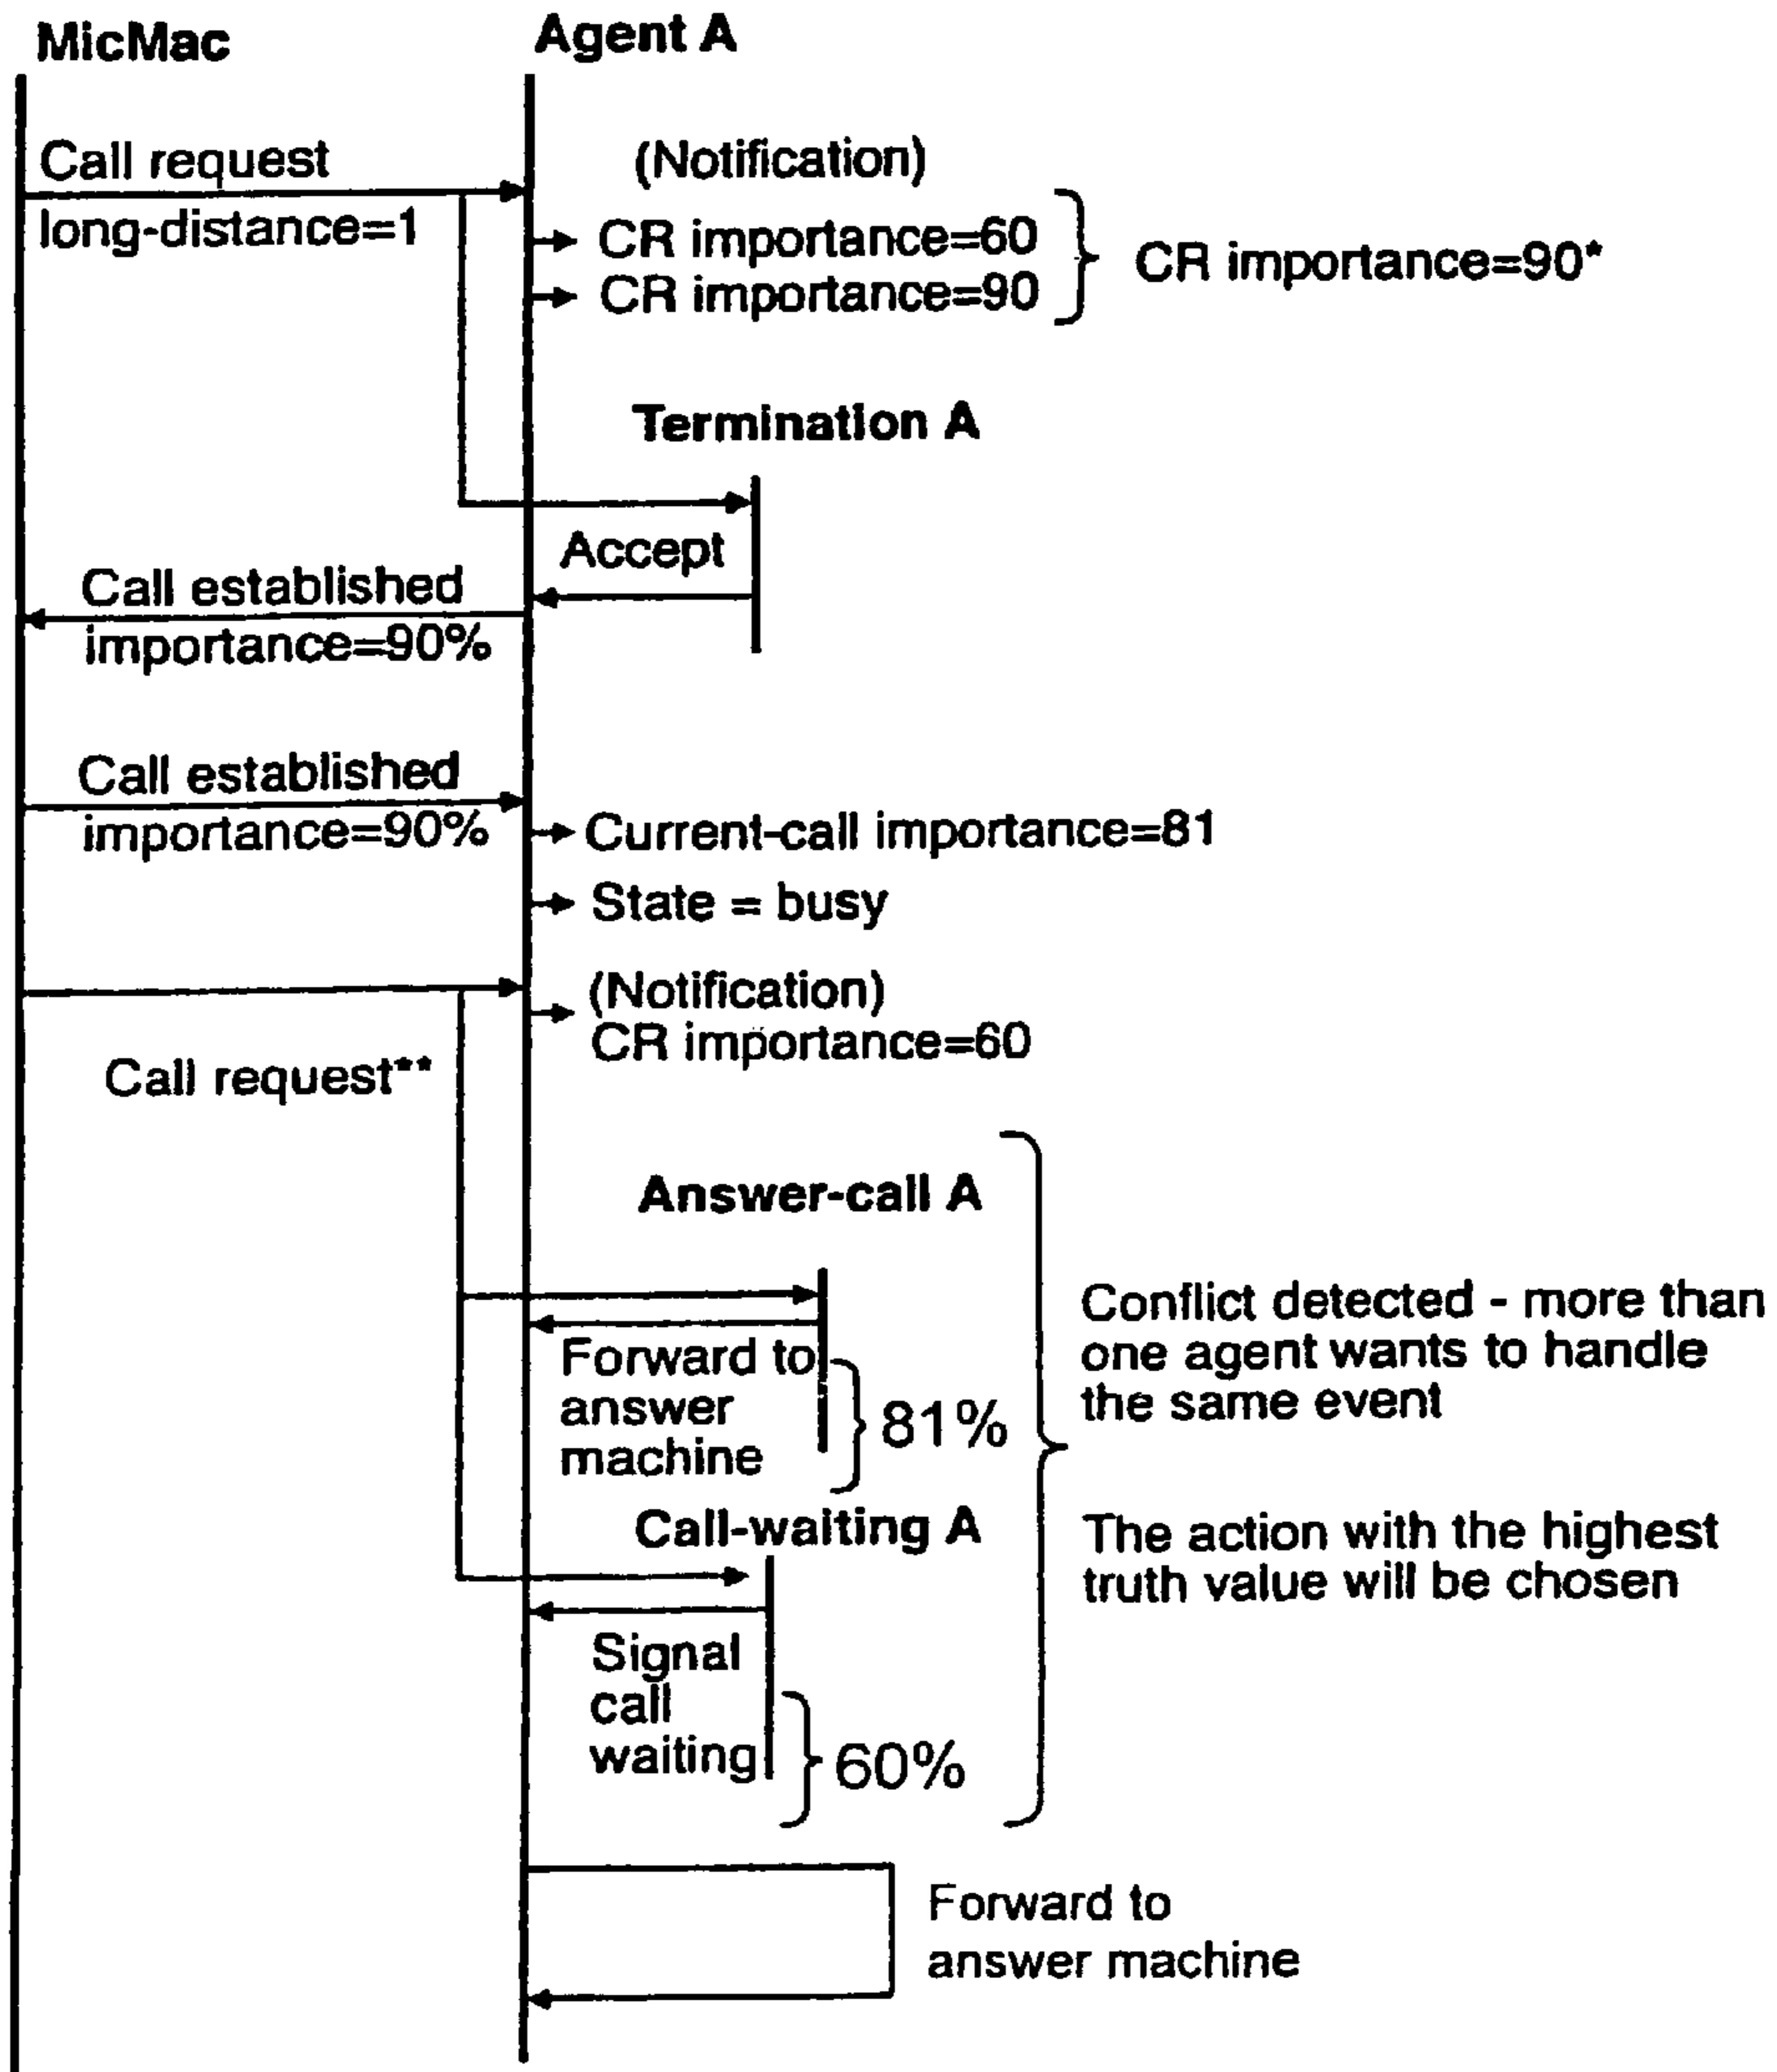 MicMac
Agent A
Call request
long-distance=1
(Notification)
CR importance=60
CR importance=90
CR importance=90*
Termination A
Accept
Call established
importance=90%
Call established
importance=90%
Current-call importance=81
State = busy
(Notification)
CR importance=60
Call request**
Answer-call A
Forward to
answer
machine
81%
Conflict detected - more than
one agent wants to handle
the same event
Call-waiting A
The action with the highest
truth value will be chosen
Signal
call
waiting
60%
Forward to
answer machine